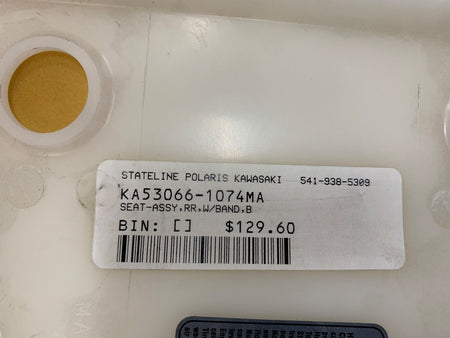 STATELINE POLARIS KAWASAKI 541-938-5309
KA53066-1074MA
SEAT-ASSY,RR,W/BAND,B
BIN: [] $129.60